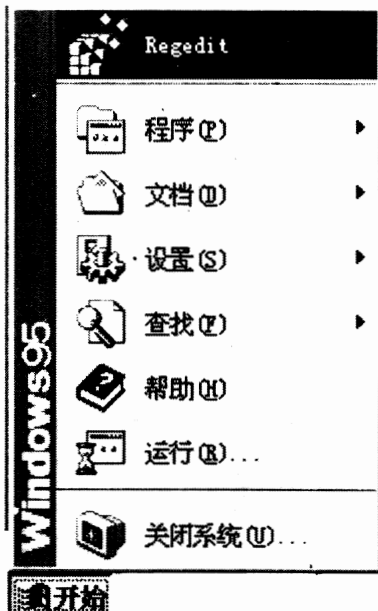 Regedit
程序(P)
文档(D)
设置(S)
查找(F)
帮助(H)
运行(R)...
关闭系统(U)...
Windows95
开始